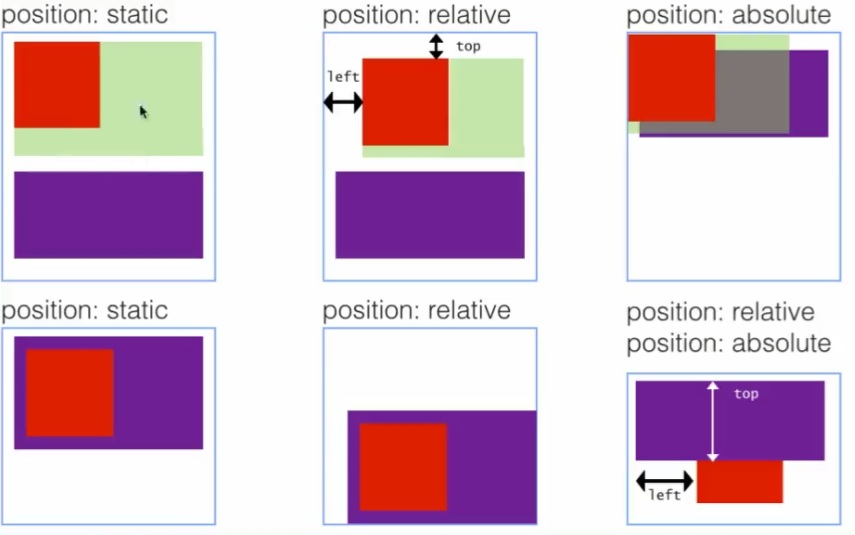 position: static
position: relative
position: absolute
top
left
position: static
position: relative
position: relative
position: absolute
top
left